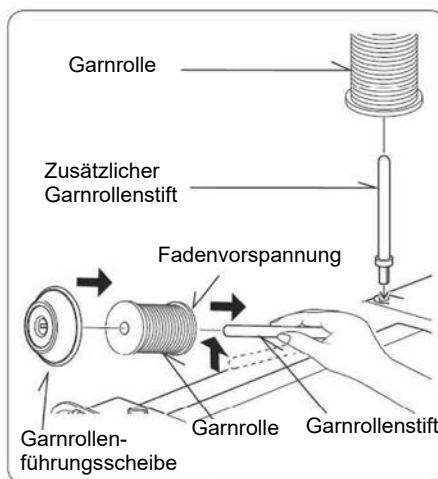 Garnrolle
Zusätzlicher
Garnrollenstift
Fadenvorspannung
Garnrollen-
führungsscheibe
Garnrolle
Garnrollenstift